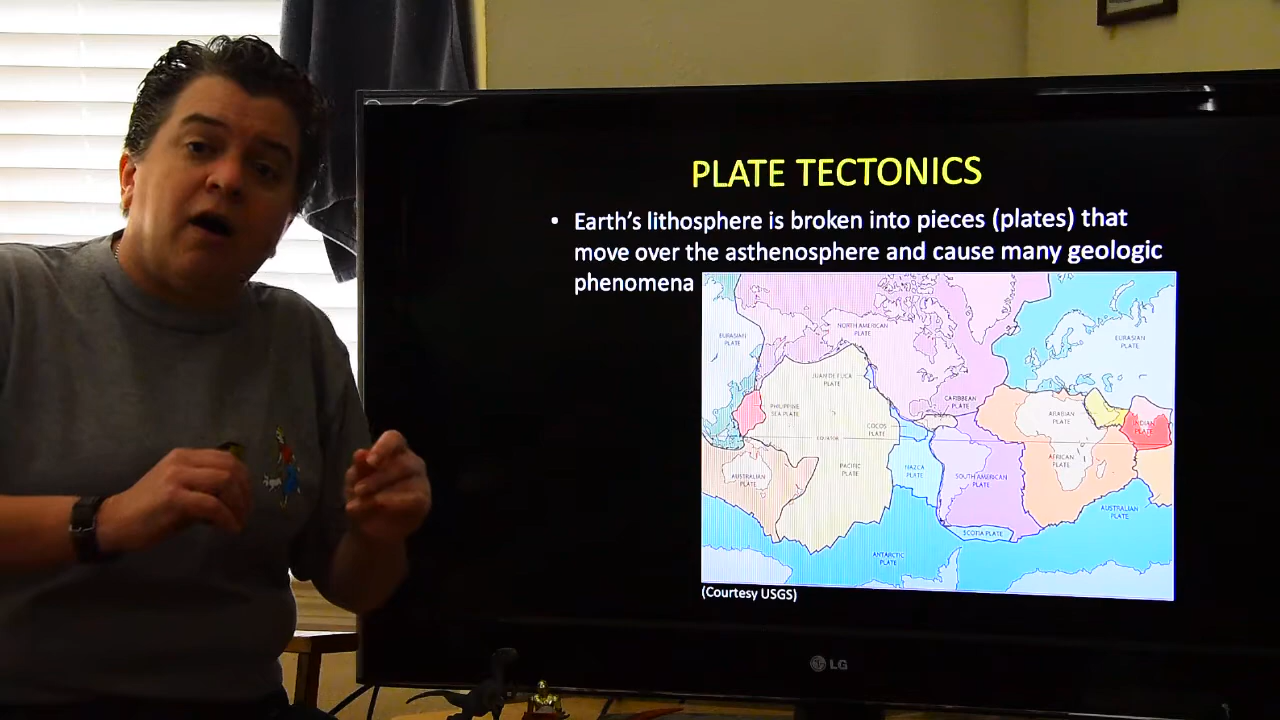 PLATE TECTONICS
• Earth's lithosphere is broken into pieces (plates) that
move over the asthenosphere and cause many geologic
phenomena
NORTH AMERICAN
PLATE
EURASIAN
PLATE
EURASIAN
PLATE
JUAN DE FUCA
PLATE
CARIBBEAN
PLATE
PHILIPPINE
SEA PLATE
ARABIAN
PLATE
INDIAN
PLATE
COCOS
PLATE
EQUATOR
AFRICAN
PLATE
PACIFIC
PLATE
NAZCA
PLATE
AUSTRALIAN
PLATE
SOUTH AMERICAN
PLATE
AUSTRALIAN
PLATE
SCOTIA PLATE
ANTARCTIC
PLATE
(Courtesy USGS)
LG